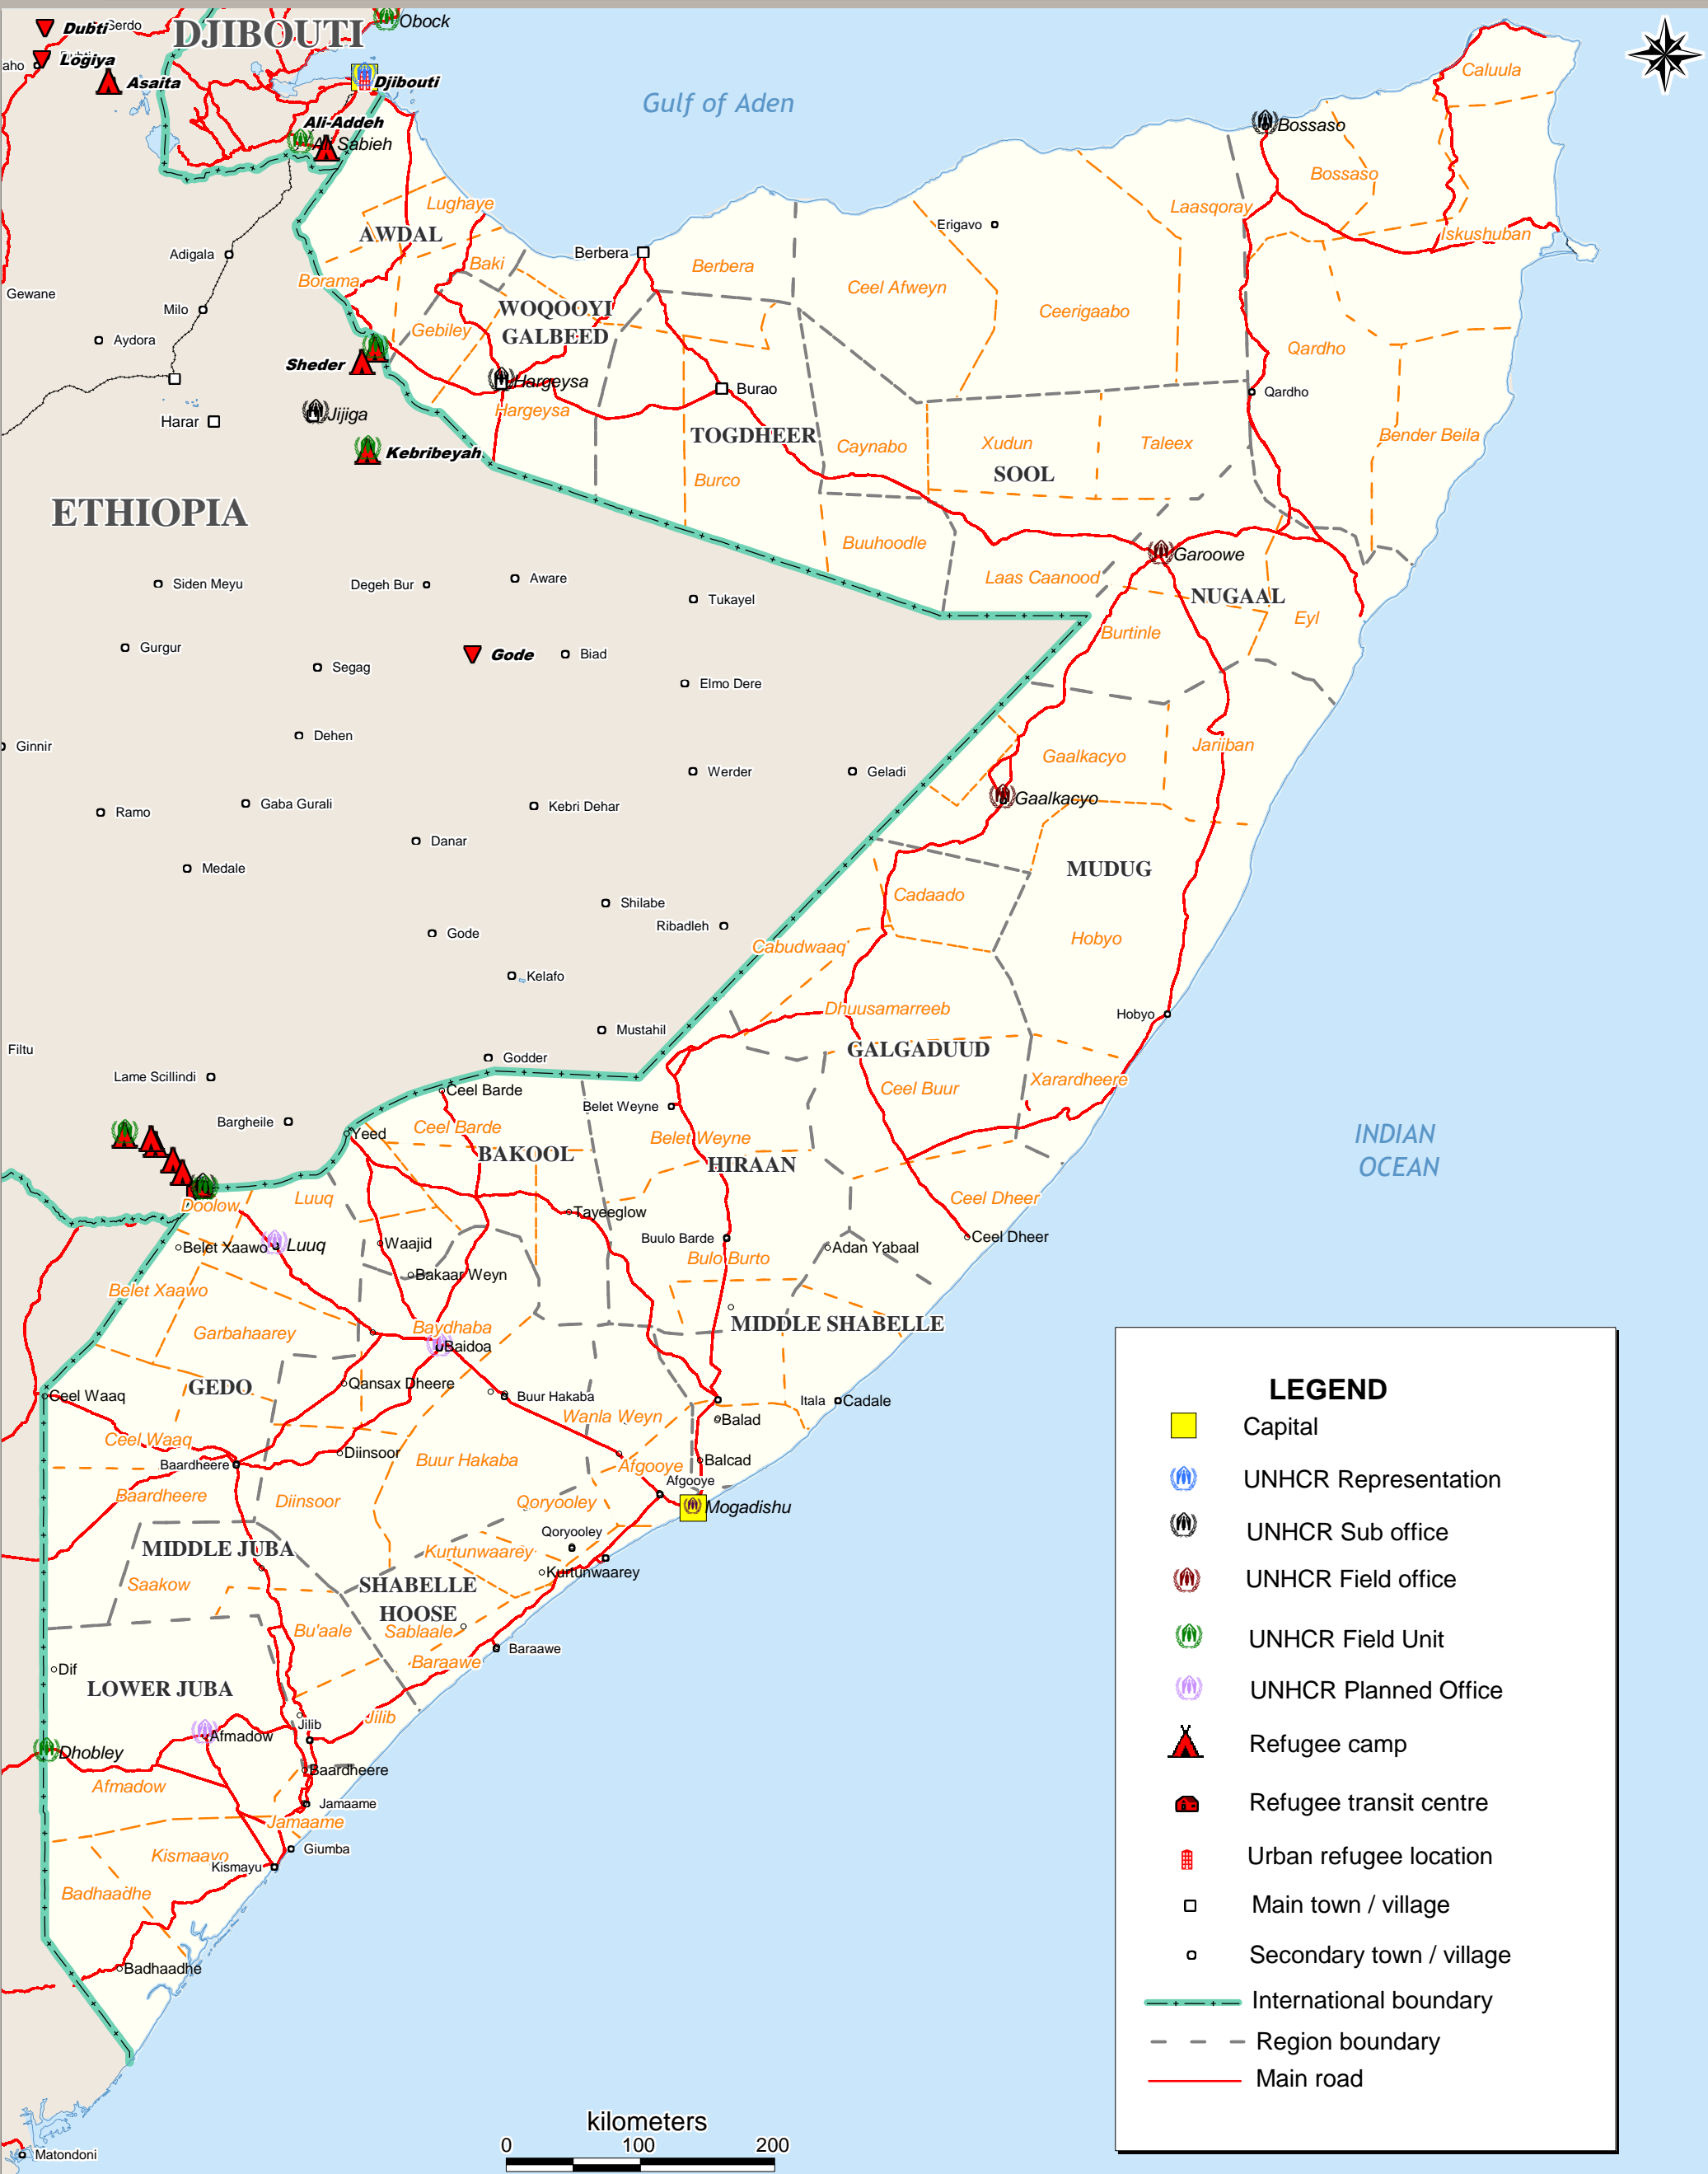 Dubti
Serdo
DJIBOUTI
Obock
aho
Logiya
Asaita
Djibouti
Caluula
Gulf of Aden
Ali-Addeh
Ali Sabieh
Bossaso
Bossaso
Lughaye
Laasqoray
AWDAL
Erigavo
Iskushuban
Adigala
Berbera
Baki
Berbera
Borama
Ceel Afweyn
Gewane
Milo
WOQOOYI
GALBEED
Ceerigaabo
Gebiley
Aydora
Qardho
Sheder
Hargeysa
Burao
Qardho
Harar
Jijiga
Hargeysa
TOGDHEER
Bender Beila
Caynabo
Xudun
Taleex
Kebribeyah
SOOL
Burco
ETHIOPIA
Buuhoodle
Garoowe
Siden Meyu
Degeh Bur
Aware
Laas Caanood
Tukayel
NUGAAL
Eyl
Burtinle
Gurgur
Gode
Biad
Segag
Elmo Dere
Ginnir
Dehen
Jariiban
Gaalkacyo
Werder
Geladi
Gaalkacyo
Ramo
Gaba Gurali
Kebri Dehar
Danar
Medale
MUDUG
Cadaado
Shilabe
Ribadleh
Gode
Cabudwaaq
Hobyo
Kelafo
Dhuusamarreeb
Hobyo
Mustahil
Filtu
Godder
GALGADUUD
Lame Scillindi
Ceel Barde
Ceel Buur
Xarardheere
Belet Weyne
Bargheile
Ceel Barde
Yeed
Belet Weyne
INDIAN
OCEAN
BAKOOL
HIRAAN
Luuq
Doolow
Ceel Dheer
Tayeeglow
Belet Xaawo
Luuq
Waajid
Buulo Barde
Adan Yabaal
Ceel Dheer
Bulo Burto
Bakaar Weyn
Belet Xaawo
Garbahaarey
Baydhaba
MIDDLE SHABELLE
Baidoa
GEDO
Qansax Dheere
Ceel Waaq
Buur Hakaba
Itala
Cadale
Wanla Weyn
Balad
Ceel Waaq
Diinsoor
Baardheere
Buur Hakaba
Afgooye
Balcad
Afgooye
Baardheere
Diinsoor
Qoryooley
Mogadishu
Qoryooley
MIDDLE JUBA
Kurtunwaarey
Kurtunwaarey
Saakow
SHABELLE
HOOSE
Bu'aale
Sablaale
Baraawe
Baraawe
Dif
LOWER JUBA
Jilib
Jilib
Afmadow
Dhobley
Baardheere
Afmadow
Jamaame
Jamaame
Kismaayo
Giumba
Kismayu
Badhaadhe
Badhaadhe
Matondoni
kilometers
0 100 200
LEGEND
Capital
UNHCR Representation
UNHCR Sub office
UNHCR Field office
UNHCR Field Unit
UNHCR Planned Office
Refugee camp
Refugee transit centre
Urban refugee location
Main town / village
Secondary town / village
International boundary
Region boundary
Main road